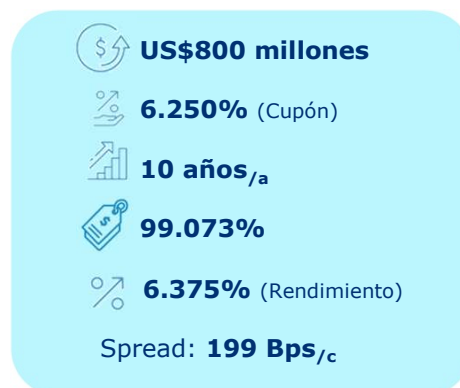 US$800 millones
6.250% (Cupón)
10 años/a
99.073%
6.375% (Rendimiento)
Spread: 199 Bps/c